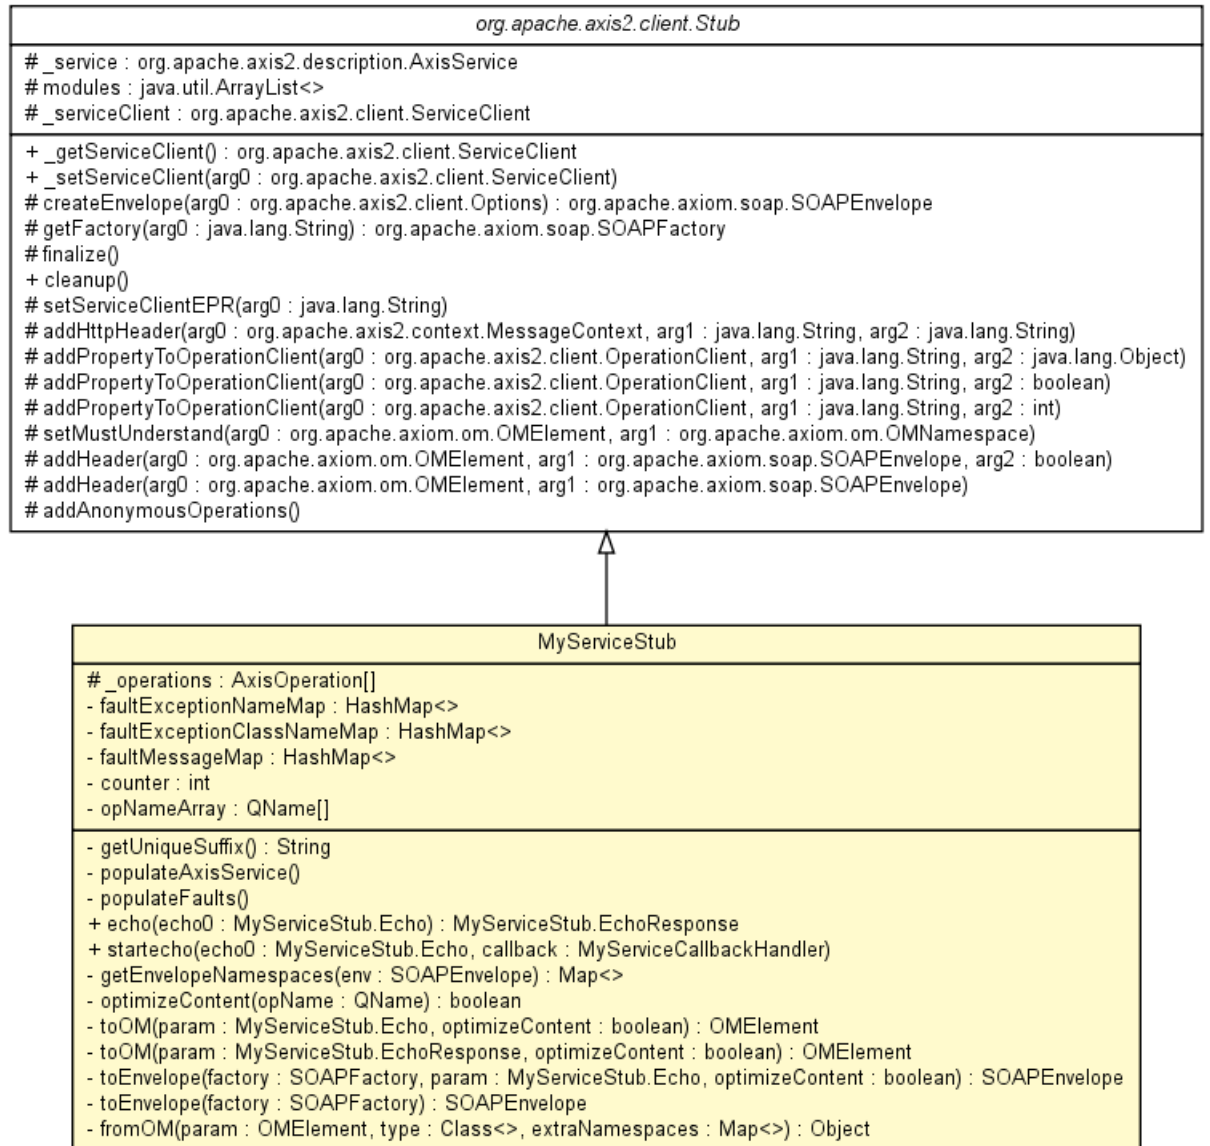 org.apache.axis2.client.Stub
# _service : org.apache.axis2.description.AxisService
# modules : java.util.ArrayList<>
# _serviceClient : org.apache.axis2.client.ServiceClient
+ _getServiceClient() : org.apache.axis2.client.ServiceClient
+ _setServiceClient(arg0 : org.apache.axis2.client.ServiceClient)
# createEnvelope(arg0 : org.apache.axis2.client.Options) : org.apache.axiom.soap.SOAPEnvelope
# getFactory(arg0 : java.lang.String) : org.apache.axiom.soap.SOAPFactory
# finalize()
+ cleanup()
# setServiceClientEPR(arg0 : java.lang.String)
# addHttpHeader(arg0 : org.apache.axis2.context.MessageContext, arg1 : java.lang.String, arg2 : java.lang.String)
# addPropertyToOperationClient(arg0 : org.apache.axis2.client.OperationClient, arg1 : java.lang.String, arg2 : java.lang.Object)
# addPropertyToOperationClient(arg0 : org.apache.axis2.client.OperationClient, arg1 : java.lang.String, arg2 : boolean)
# addPropertyToOperationClient(arg0 : org.apache.axis2.client.OperationClient, arg1 : java.lang.String, arg2 : int)
# setMustUnderstand(arg0 : org.apache.axiom.om.OMElement, arg1 : org.apache.axiom.om.OMNamespace)
# addHeader(arg0 : org.apache.axiom.om.OMElement, arg1 : org.apache.axiom.soap.SOAPEnvelope, arg2 : boolean)
# addHeader(arg0 : org.apache.axiom.om.OMElement, arg1 : org.apache.axiom.soap.SOAPEnvelope)
# addAnonymousOperations()
MyServiceStub
# _operations : AxisOperation[]
- faultExceptionNameMap : HashMap<>
- faultExceptionClassNameMap : HashMap<>
- faultMessageMap : HashMap<>
- counter : int
- opNameArray : QName[]
- getUniqueSuffix() : String
- populateAxisService()
- populateFaults()
+ echo(echo0 : MyServiceStub.Echo) : MyServiceStub.EchoResponse
+ startecho(echo0 : MyServiceStub.Echo, callback : MyServiceCallbackHandler)
- getEnvelopeNamespaces(env : SOAPEnvelope) : Map<>
- optimizeContent(opName : QName) : boolean
- toOM(param : MyServiceStub.Echo, optimizeContent : boolean) : OMElement
- toOM(param : MyServiceStub.EchoResponse, optimizeContent : boolean) : OMElement
- toEnvelope(factory : SOAPFactory, param : MyServiceStub.Echo, optimizeContent : boolean) : SOAPEnvelope
- toEnvelope(factory : SOAPFactory) : SOAPEnvelope
- fromOM(param : OMElement, type : Class<>, extraNamespaces : Map<>) : Object